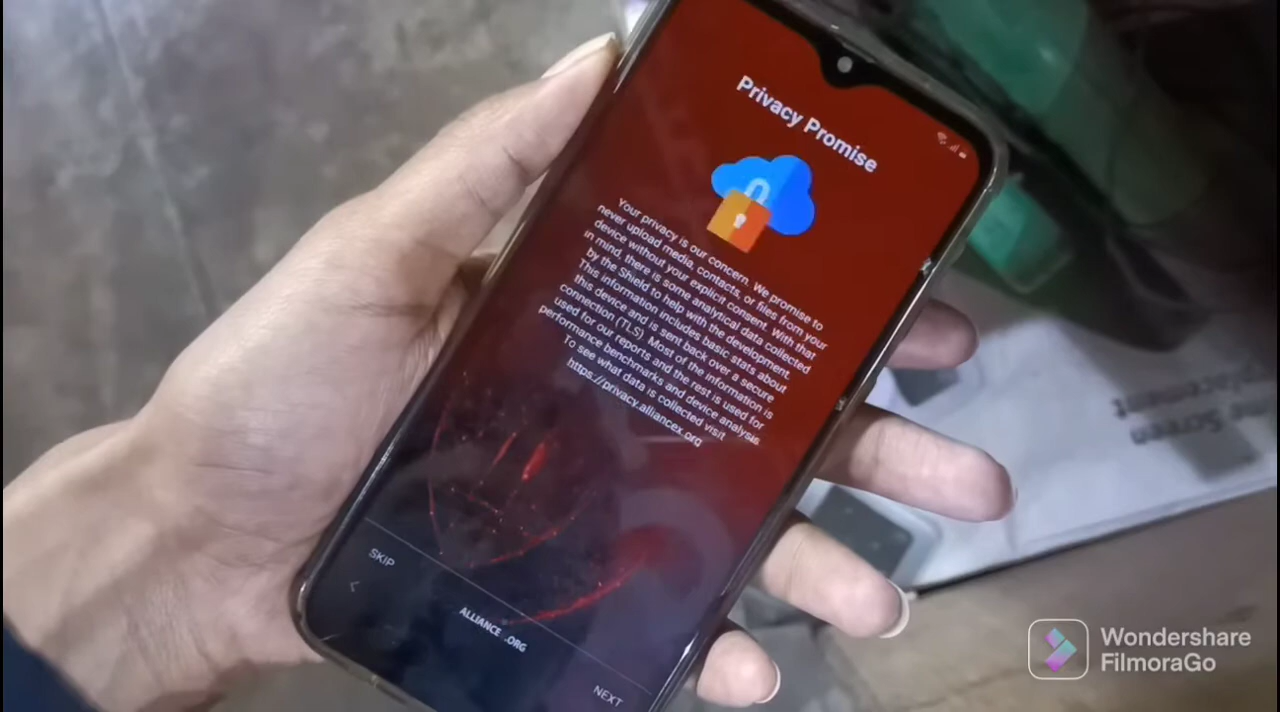 Privacy Promise
Your privacy is our concern. We promise to
never upload media, contacts, or files from your
device without your explicit consent. With that
in mind, there is some analytical data collected
by the Shield to help with the development.
This information includes basic stats about
this device and is sent back over a secure
connection (TLS). Most of the information is
used for our reports and the rest is used for
performance benchmarks and device analysis
To see what data is collected visit
https://privacy.alliancex.org
SKIP
ALLIANCE .ORG
NEXT
Screen
Wondershare
FilmoraGo